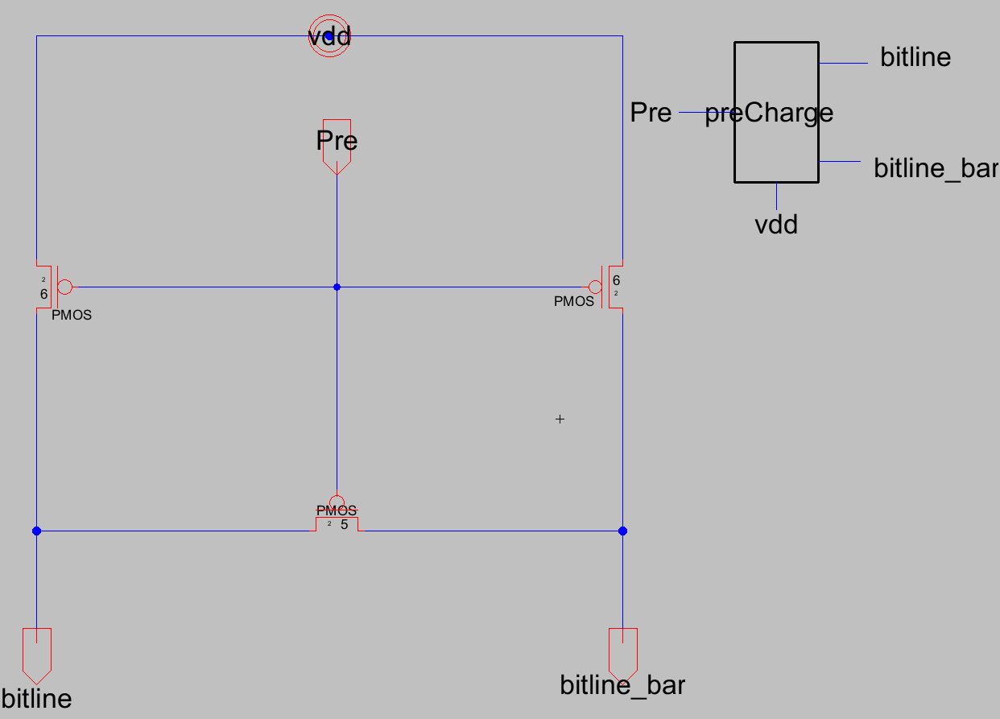 vdd
bitline
Pre
preCharge
Pre
bitline_bar
vdd
2
6
PMOS
6
2
PMOS
PMOS
2
5
bitline
bitline_bar